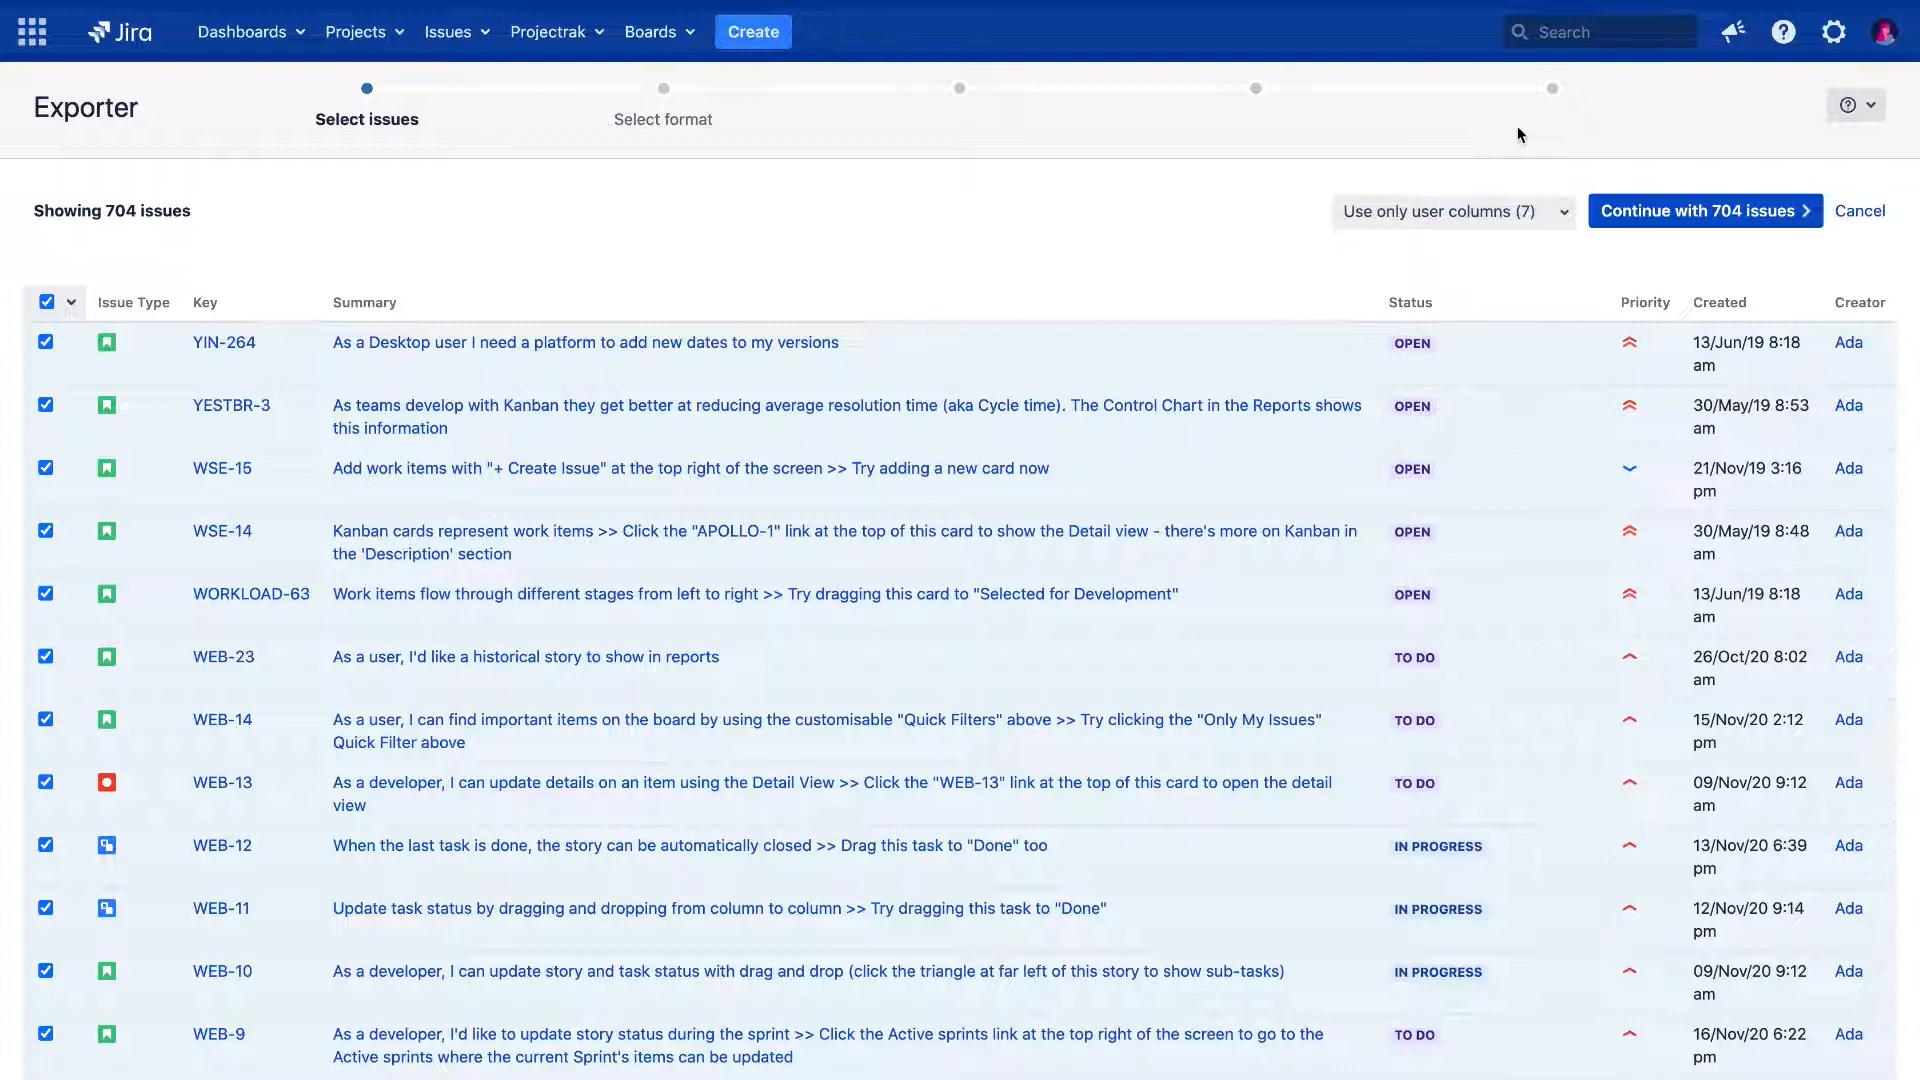 Jira Dashboards Projects Issues Projectrak Boards Create Search
Exporter
Select issues Select format
Showing 704 issues Use only user columns (7) Continue with 704 issues Cancel
Issue Type Key Summary Status Priority Created Creator
YIN-264 As a Desktop user I need a platform to add new dates to my versions OPEN 13/Jun/19 8:18 Ada
am
YESTBR-3 As teams develop with Kanban they get better at reducing average resolution time (aka Cycle time). The Control Chart in the Reports shows OPEN 30/May/19 8:53 Ada
this information am
WSE-15 Add work items with "+ Create Issue" at the top right of the screen >> Try adding a new card now OPEN 21/Nov/19 3:16 Ada
pm
WSE-14 Kanban cards represent work items >> Click the "APOLLO-1" link at the top of this card to show the Detail view - there's more on Kanban in OPEN 30/May/19 8:48 Ada
the 'Description' section am
WORKLOAD-63 Work items flow through different stages from left to right >> Try dragging this card to "Selected for Development" OPEN 13/Jun/19 8:18 Ada
am
WEB-23 As a user, I'd like a historical story to show in reports TO DO 26/Oct/20 8:02 Ada
am
WEB-14 As a user, I can find important items on the board by using the customisable "Quick Filters" above >> Try clicking the "Only My Issues" TO DO 15/Nov/20 2:12 Ada
Quick Filter above pm
WEB-13 As a developer, I can update details on an item using the Detail View >> Click the "WEB-13" link at the top of this card to open the detail TO DO 09/Nov/20 9:12 Ada
view am
WEB-12 When the last task is done, the story can be automatically closed >> Drag this task to "Done" too IN PROGRESS 13/Nov/20 6:39 Ada
pm
WEB-11 Update task status by dragging and dropping from column to column >> Try dragging this task to "Done" IN PROGRESS 12/Nov/20 9:14 Ada
pm
WEB-10 As a developer, I can update story and task status with drag and drop (click the triangle at far left of this story to show sub-tasks) IN PROGRESS 09/Nov/20 9:12 Ada
am
WEB-9 As a developer, I'd like to update story status during the sprint >> Click the Active sprints link at the top right of the screen to go to the TO DO 16/Nov/20 6:22 Ada
Active sprints where the current Sprint's items can be updated pm